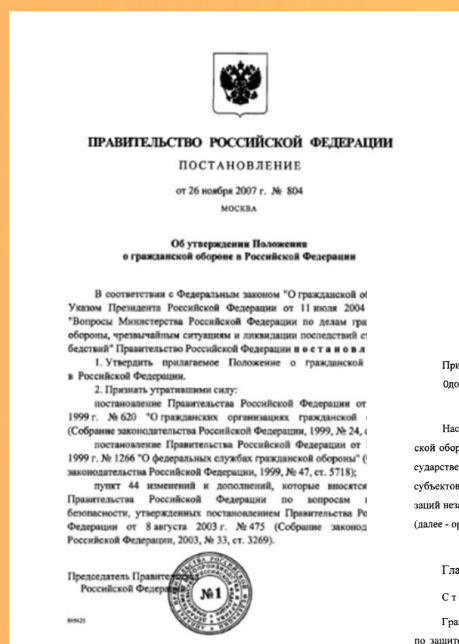 ПРАВИТЕЛЬСТВО РОССИЙСКОЙ ФЕДЕРАЦИИ
ПОСТАНОВЛЕНИЕ
от 26 ноября 2007 г. № 804
МОСКВА
Об утверждении Положения
о гражданской обороне в Российской Федерации
В соответствии с Федеральным законом "О гражданской об
Указом Президента Российской Федерации от 11 июля 2004
"Вопросы Министерства Российской Федерации по делам гра
обороны, чрезвычайным ситуациям и ликвидации последствий с
бедствий" Правительство Российской Федерации п о с т а н о в л
1. Утвердить прилагаемое Положение о гражданской
в Российской Федерации.
2. Признать утратившими силу:
постановление Правительства Российской Федерации от
1999 г. № 620 "О гражданских организациях гражданской
(Собрание законодательства Российской Федерации, 1999, № 24, с
постановление Правительства Российской Федерации от
1999 г. № 1266 "О федеральных службах гражданской обороны" (
законодательства Российской Федерации, 1999, № 47, ст. 5718);
пункт 44 изменений и дополнений, которые вносятся
Правительства Российской Федерации по вопросам
безопасности, утвержденных постановлением Правительства Ро
Федерации от 8 августа 2003 г. № 475 (Собрание законод
Российской Федерации, 2003, № 33, ст. 3269).
Председатель Правител
Российской Федера
№1
При
Одо
Нас
ской обор
сударстве
субъектов
заций неза
(далее - ор
Гла
С т
Гра
по защите